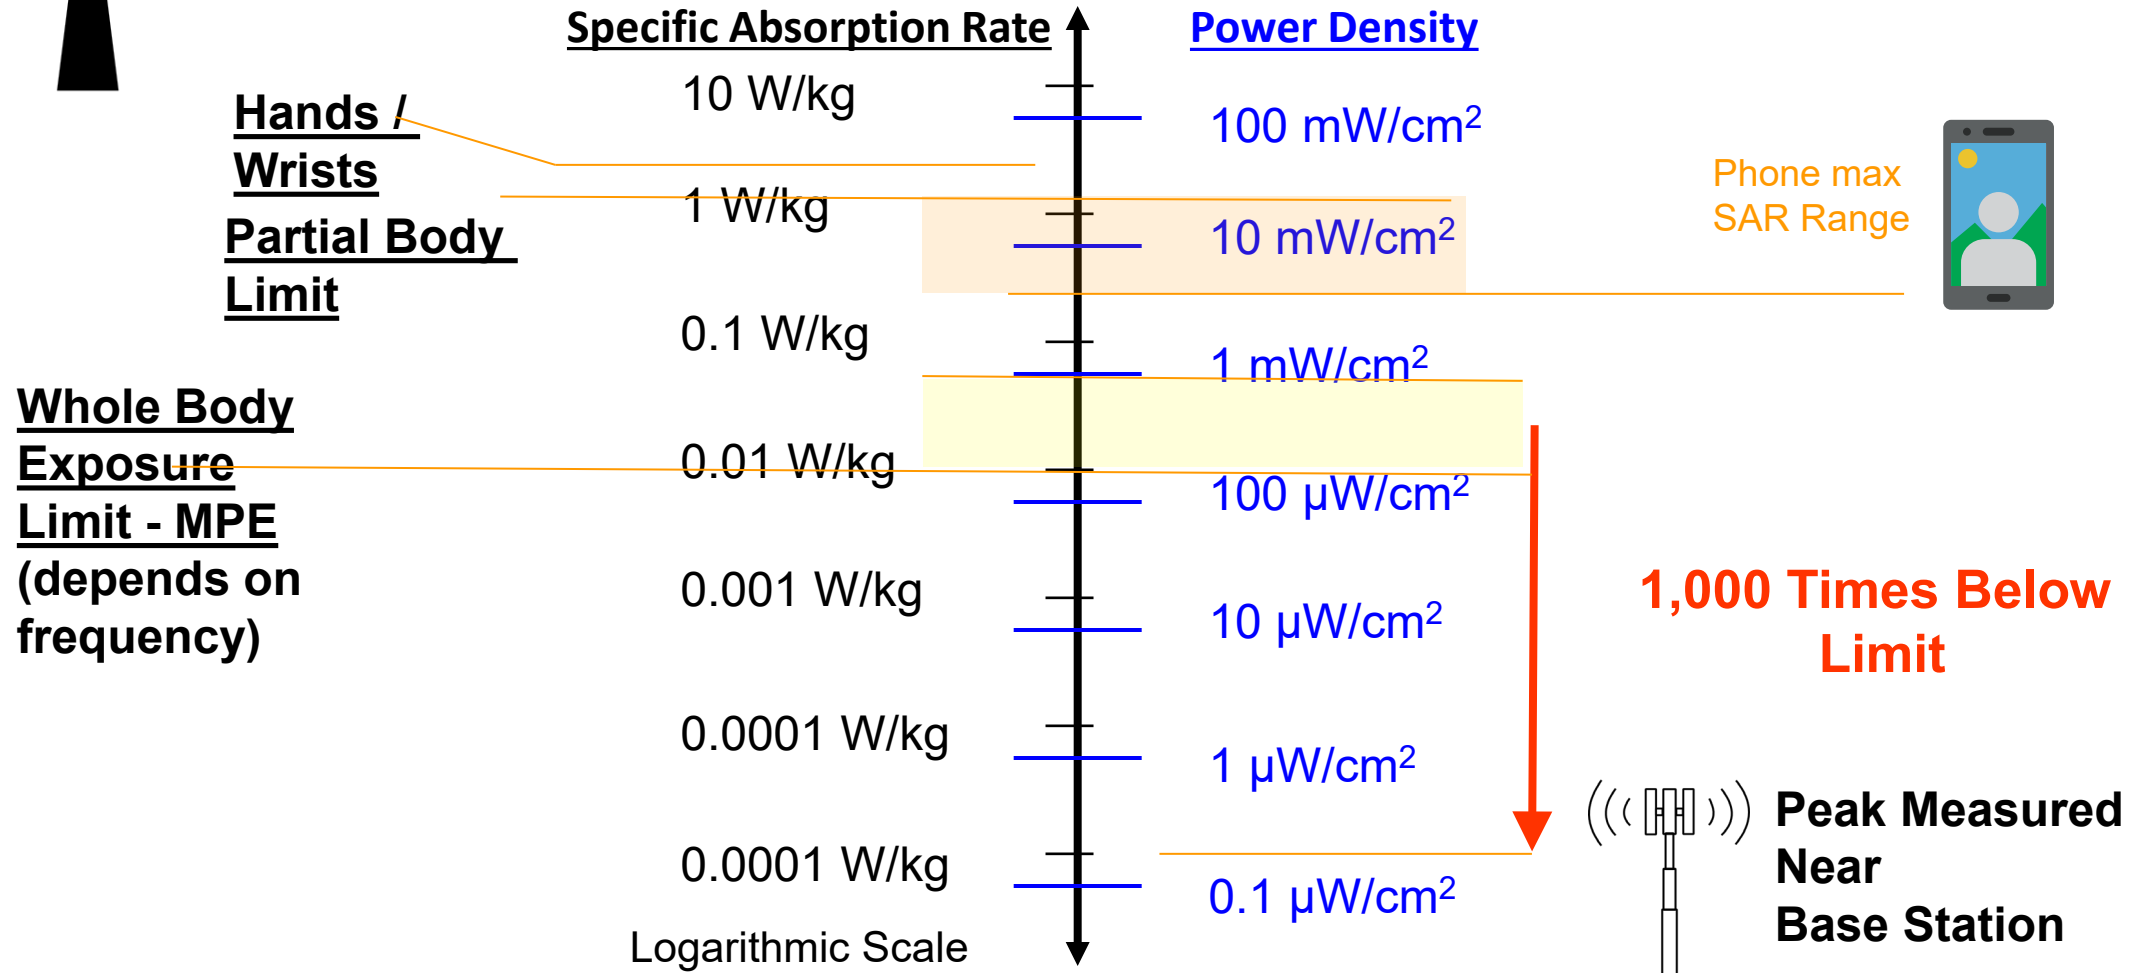 Specific Absorption Rate
Power Density
10 W/kg
100 mW/cm²
Hands /
Wrists
1 W/kg
10 mW/cm²
Phone max
SAR Range
Partial Body
Limit
0.1 W/kg
1 mW/cm²
Whole Body
Exposure
Limit - MPE
(depends on
frequency)
0.01 W/kg
100 µW/cm²
0.001 W/kg
10 µW/cm²
1,000 Times Below
Limit
0.0001 W/kg
1 µW/cm²
0.0001 W/kg
0.1 µW/cm²
Peak Measured
Near
Base Station
Logarithmic Scale